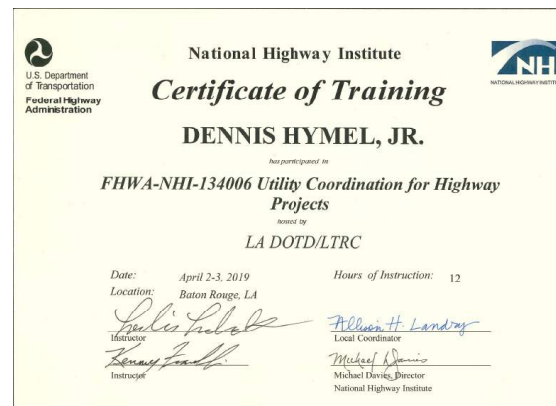 U.S. Department
of Transportation
Federal Highway
Administration
National Highway Institute
NH
NATIONAL HIGHWAY INSTIT
Certificate of Training
DENNIS HYMEL, JR.
has participated in
FHWA-NHI-134006 Utility Coordination for Highway
Projects
hosted by
LA DOTD/LTRC
Date: April 2-3, 2019
Hours of Instruction: 12
Location: Baton Rouge, LA
Instructor
Allison H. Landry
Local Coordinator
Kenny
Instructor
Michael Davies
Michael Davies, Director
National Highway Institute